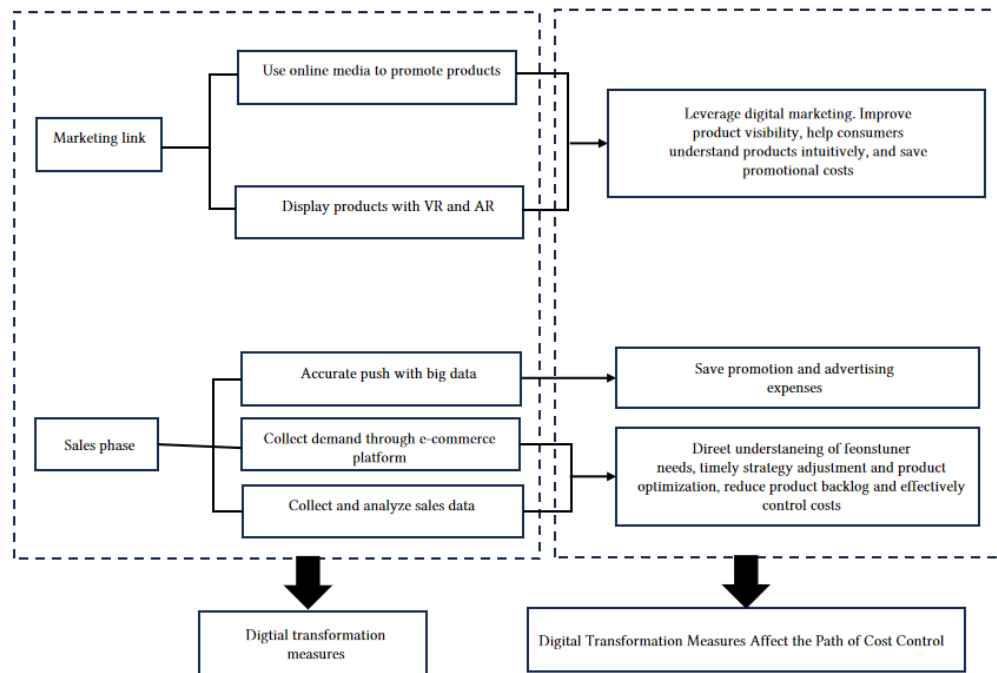 Use online media to promote products
Marketing link
Display products with VR and AR
Leverage digital marketing. Improve
product visibility, help consumers
understand products intuitively, and save
promotional costs
Accurate push with big data
Sales phase
Collect demand through e-commerce
platform
Collect and analyze sales data
Save promotion and advertising
expenses
Direet understaneing of feonstuner
needs, timely strategy adjustment and product
optimization, reduce product backlog and effectively
control costs
Digtial transformation
measures
Digital Transformation Measures Affect the Path of Cost Control